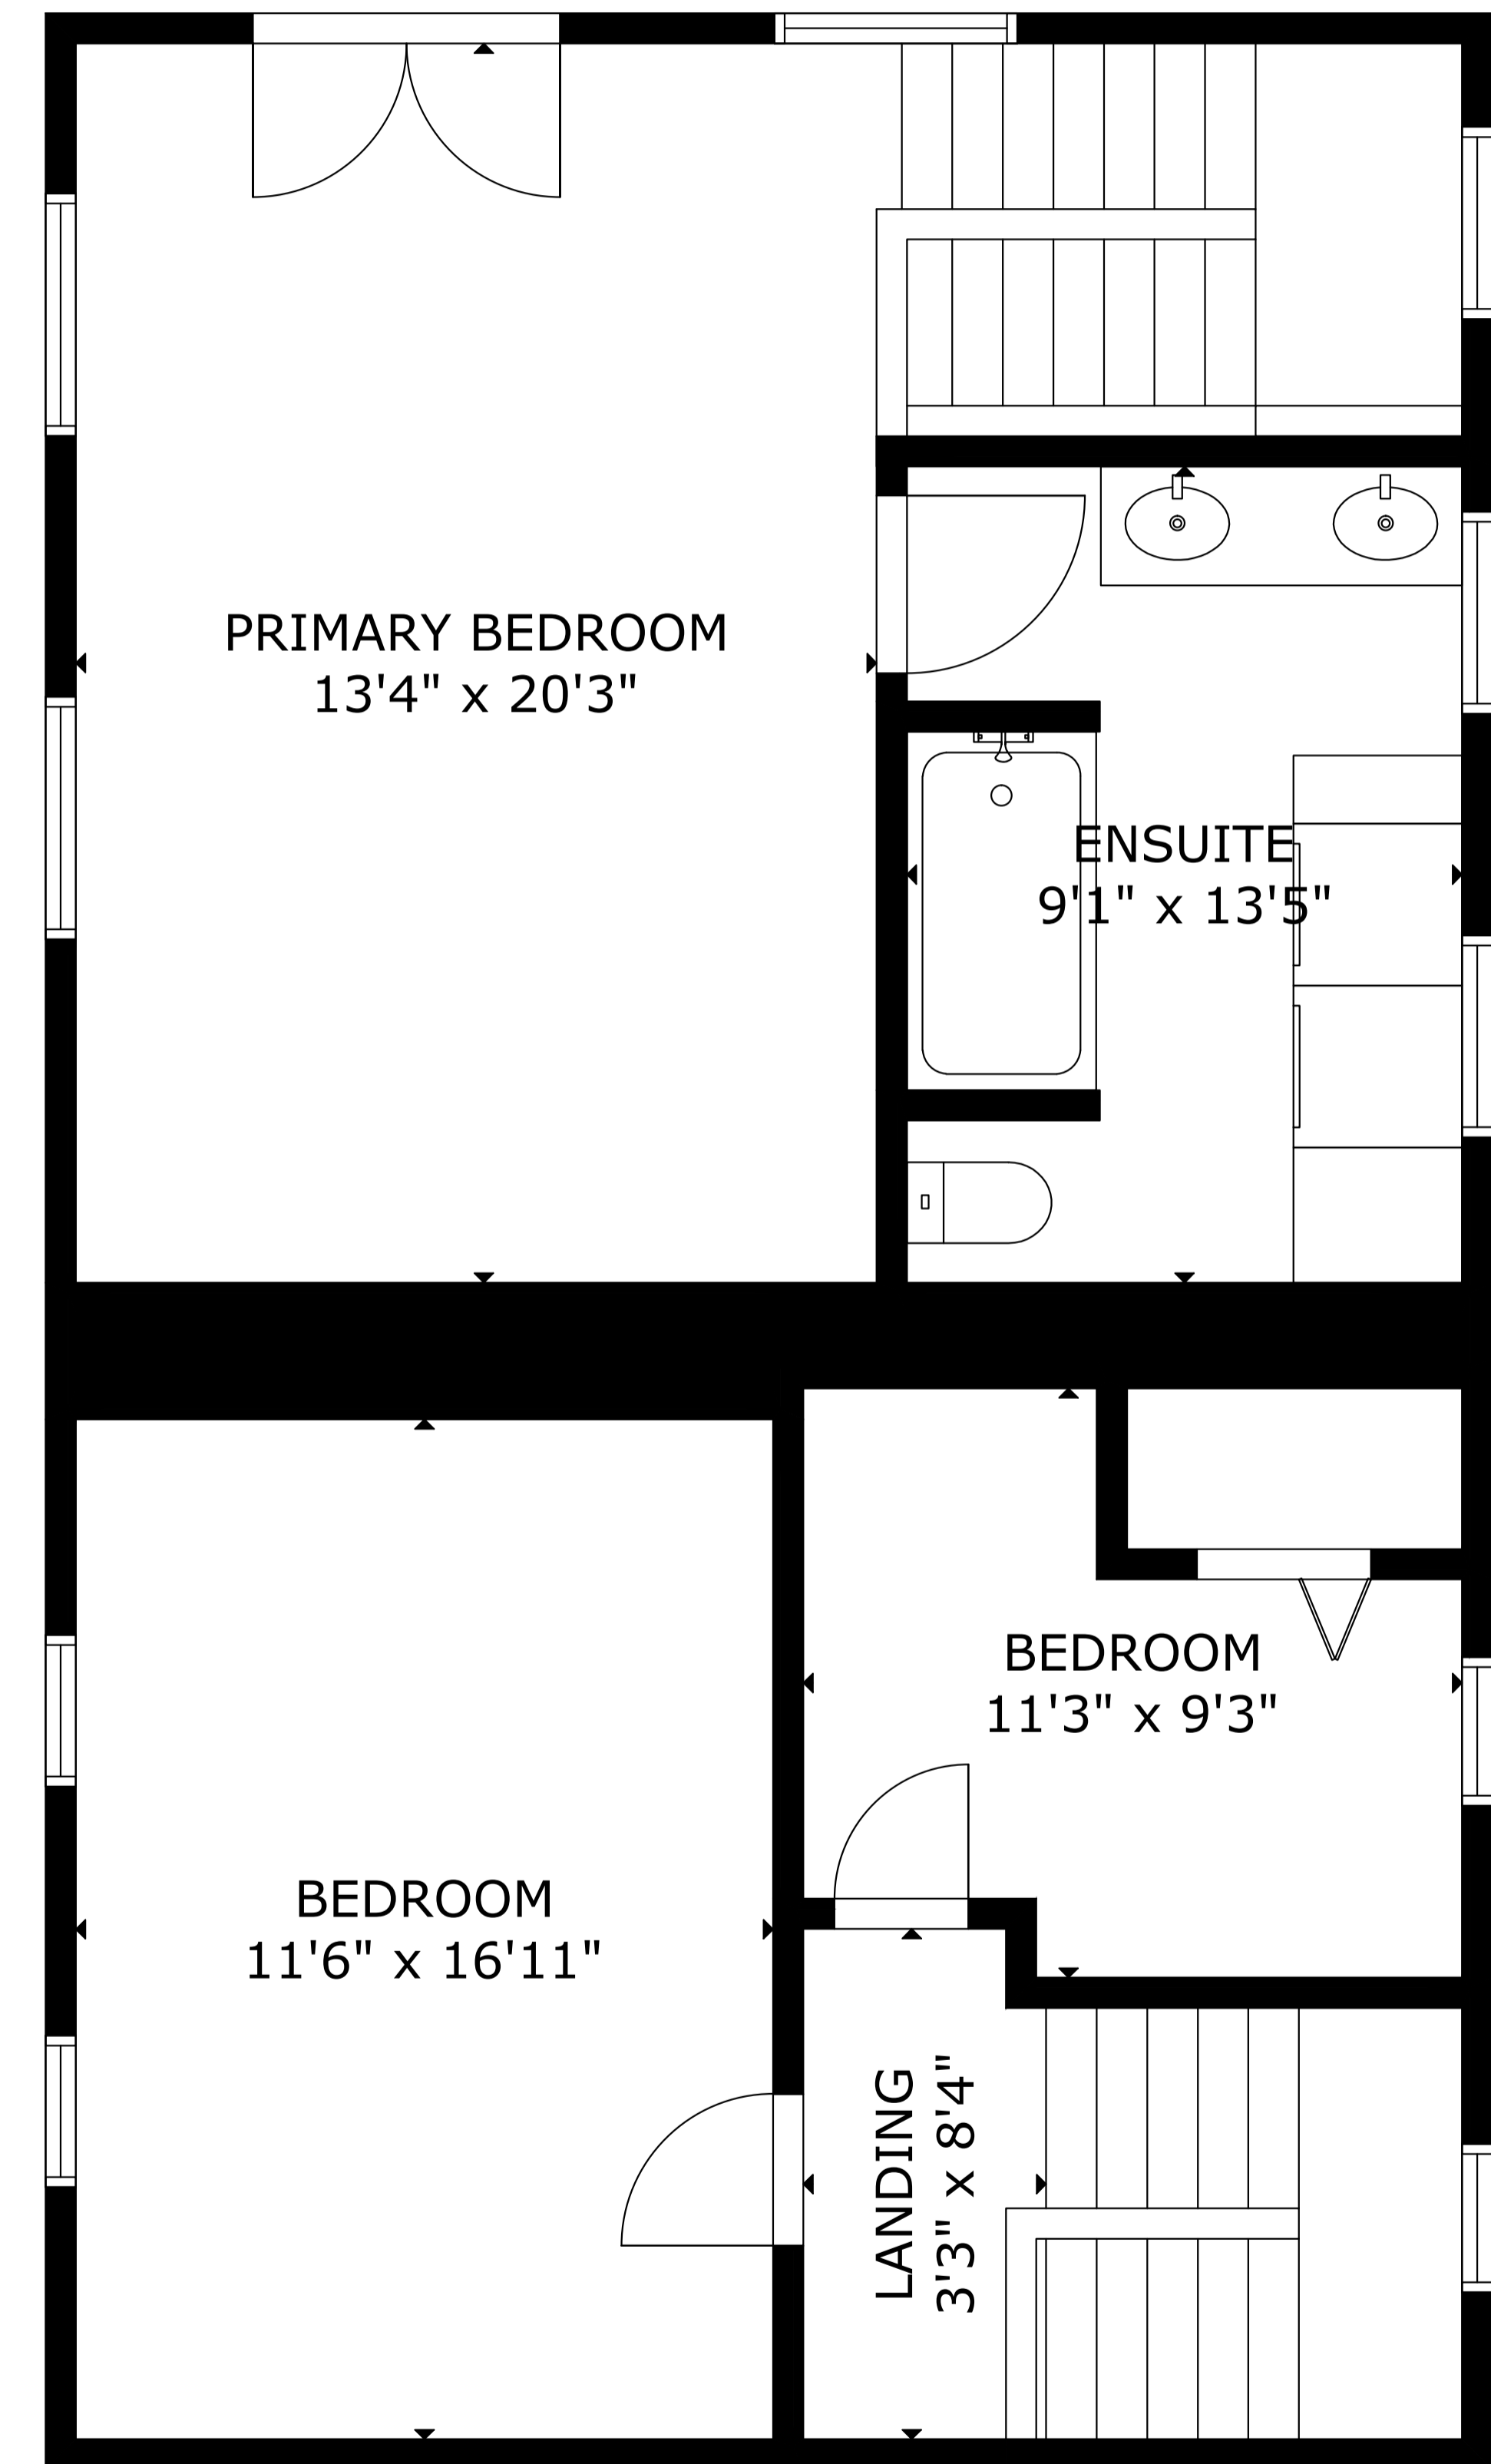 PRIMARY BEDROOM
13'4" x 20'3"
ENSUITE
9'1" x 13'5"
BEDROOM
11'3" x 9'3"
BEDROOM
11'6" x 16'11"
LANDING
3'3" x 8'4"